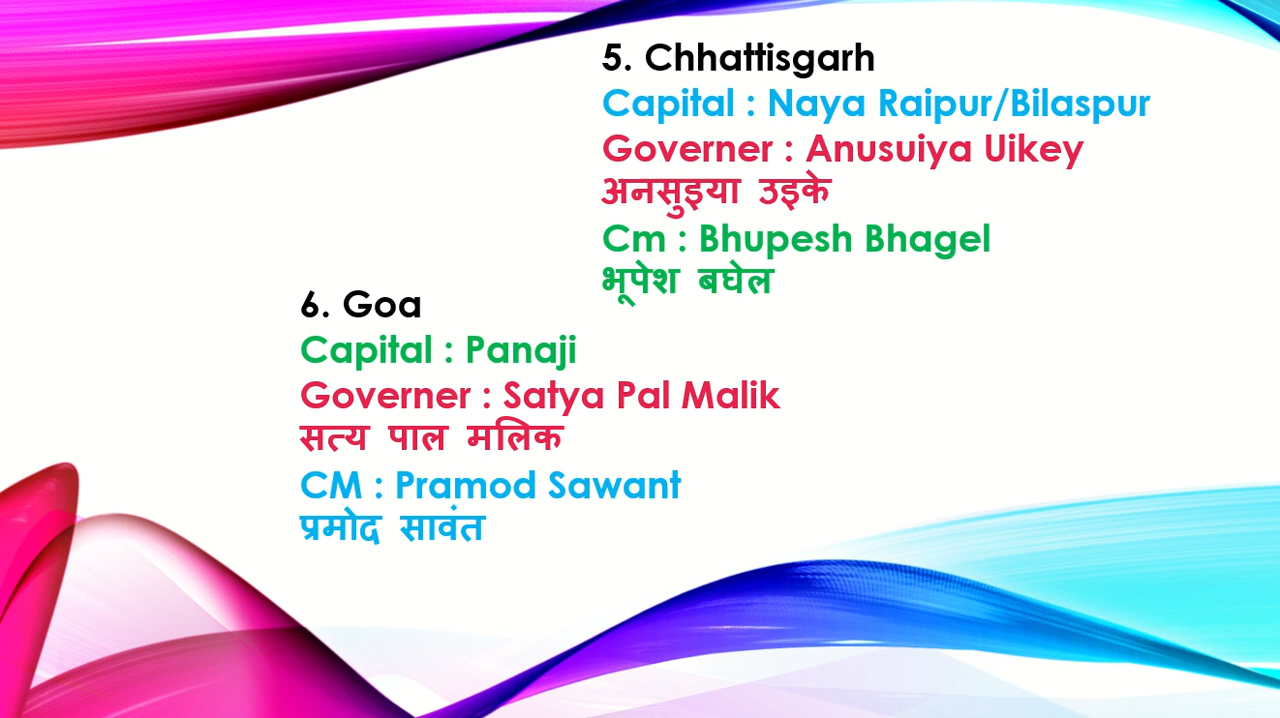 5. Chhattisgarh
Capital : Naya Raipur/Bilaspur
Governer : Anusuiya Uikey
अनसुइया उइके
Cm : Bhupesh Bhagel
भूपेश बघेल
6. Goa
Capital : Panaji
Governer : Satya Pal Malik
सत्य पाल मलिक
CM : Pramod Sawant
प्रमोद सावंत